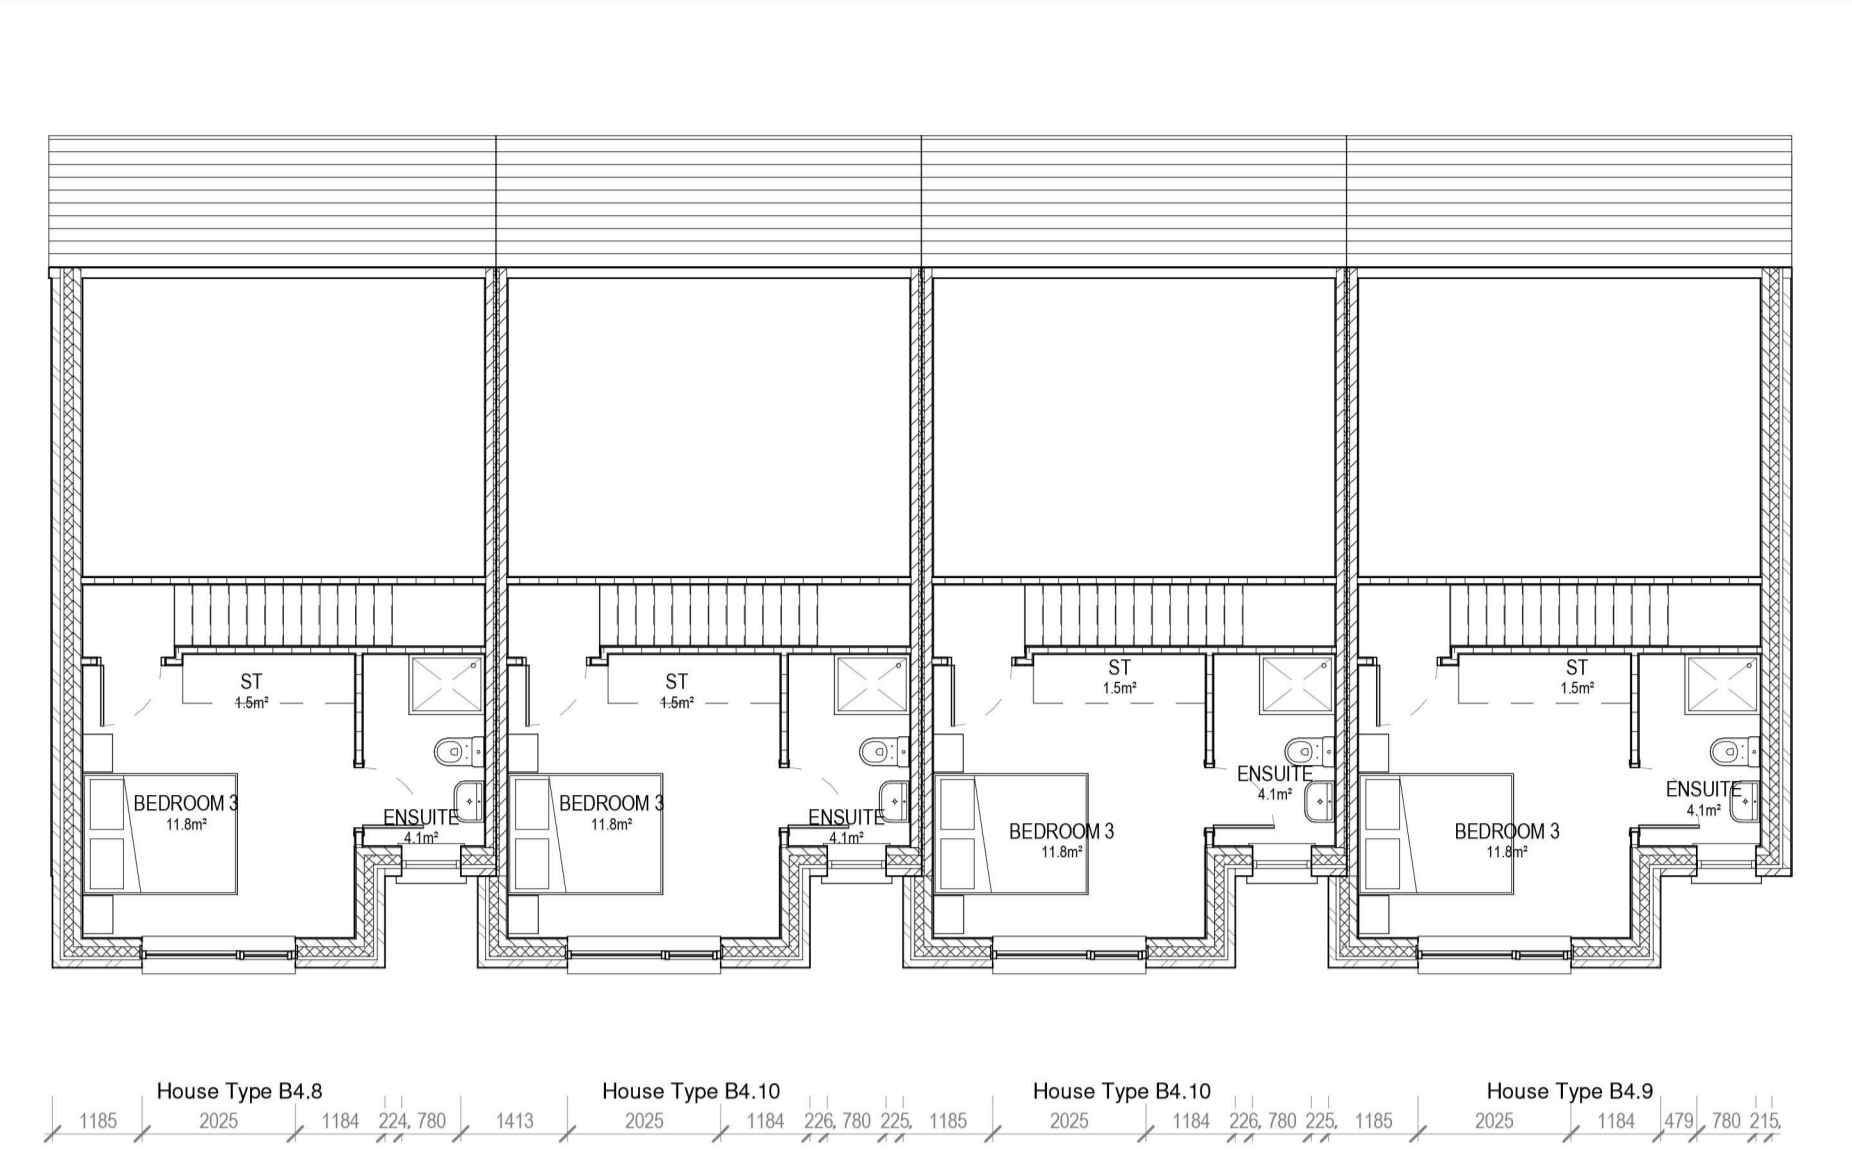 ST
1.5m²
ST
1.5m²
ST
1.5m²
ST
1.5m²
BEDROOM 3
11.8m²
ENSUITE
4.1m²
BEDROOM 3
11.8m²
ENSUITE
4.1m²
BEDROOM 3
11.8m²
ENSUITE
4.1m²
BEDROOM 3
11.8m²
ENSUITE
4.1m²
House Type B4.8 House Type B4.10 House Type B4.10 House Type B4.9
1185 2025 1184 224 780 1413 2025 1184 226 780 225 1185 2025 1184 226 780 225 1185 2025 1184 479 780 215